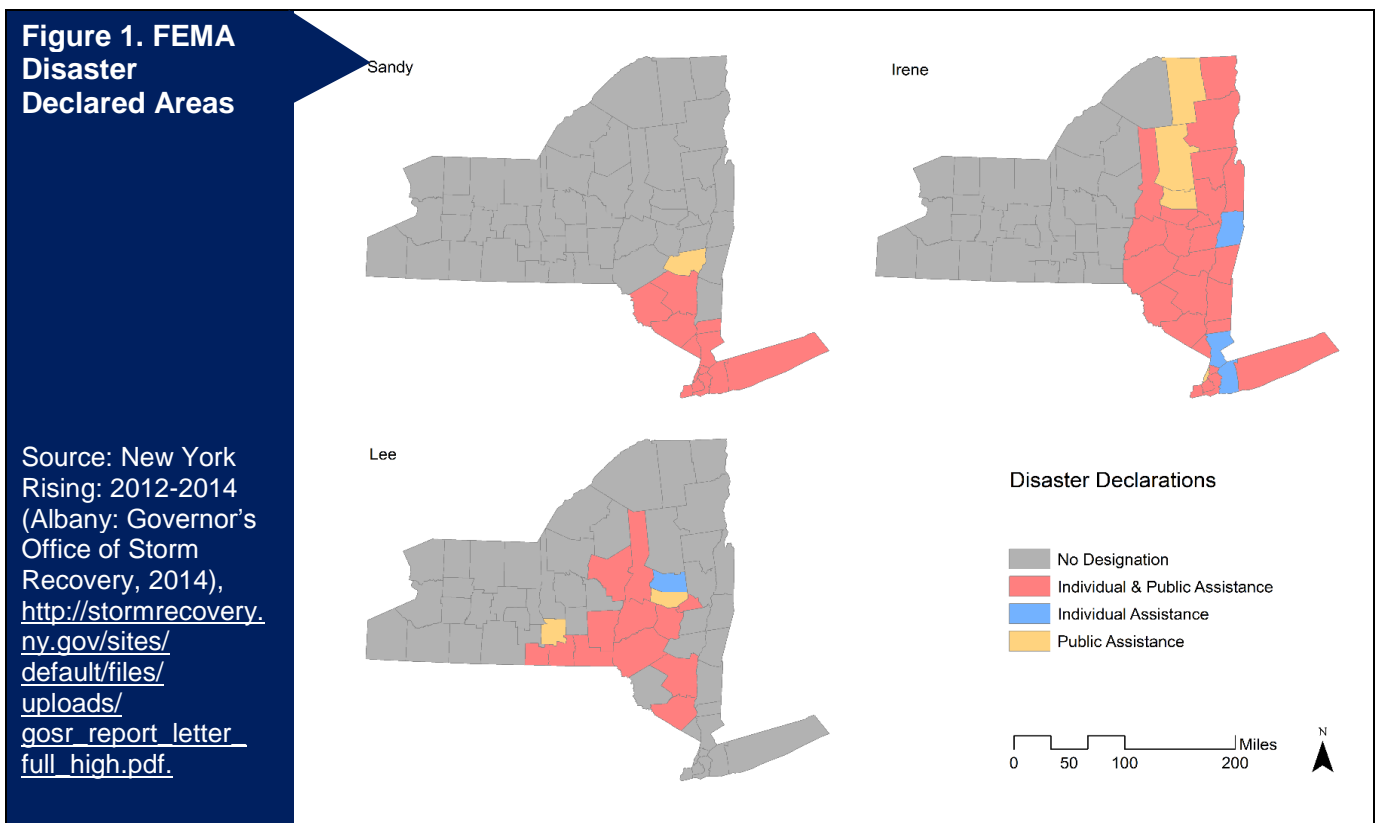 Figure 1. FEMA
Disaster
Declared Areas
Source: New York
Rising: 2012-2014
(Albany: Governor’s
Office of Storm
Recovery, 2014),
http://stormrecovery.
ny.gov/sites/
default/files/
uploads/
gosr_report_letter_
full_high.pdf.
Sandy
Irene
Lee
Disaster Declarations
No Designation
Individual & Public Assistance
Individual Assistance
Public Assistance
Miles
0 50 100 200
N